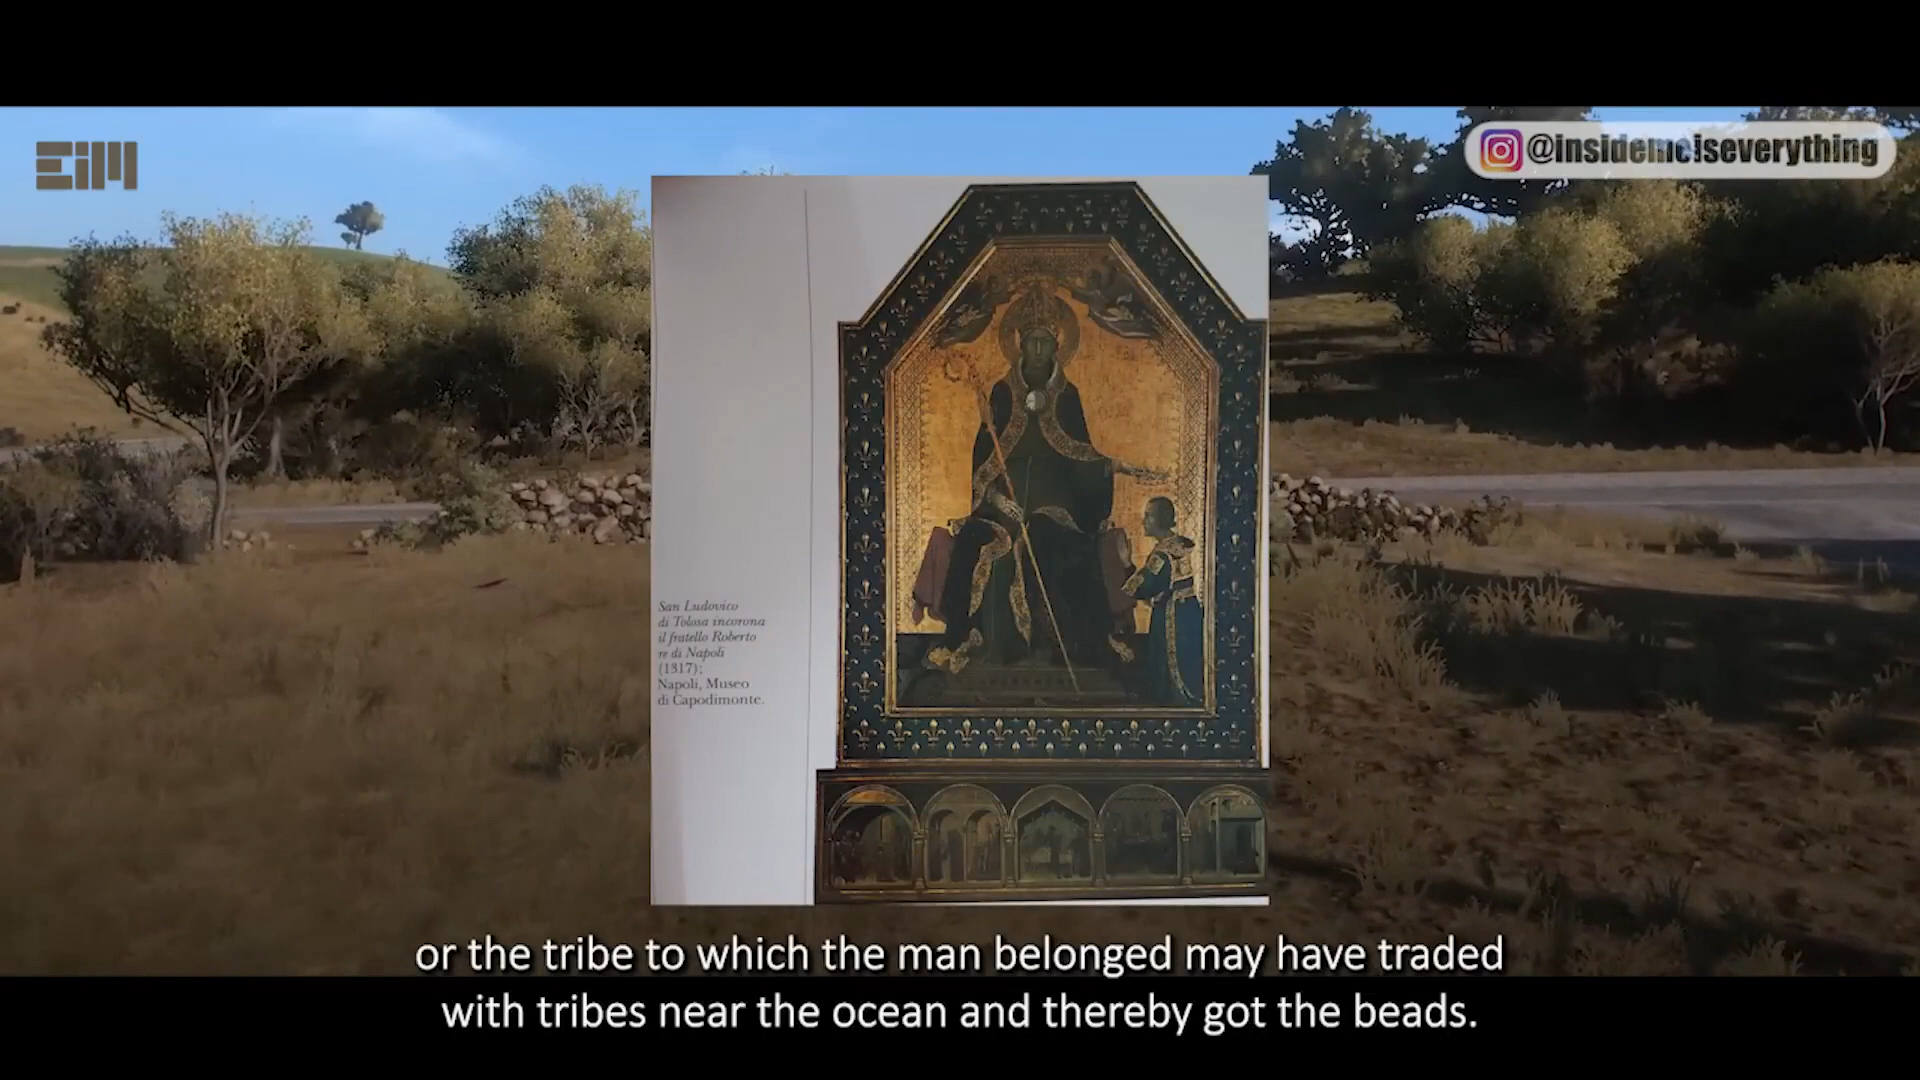 EIM
@insidemeiseverything
San Ludovico
di Tolosa incorona
il fratello Roberto
re di Napoli
(1317);
Napoli, Museo
di Capodimonte.
or the tribe to which the man belonged may have traded
with tribes near the ocean and thereby got the beads.